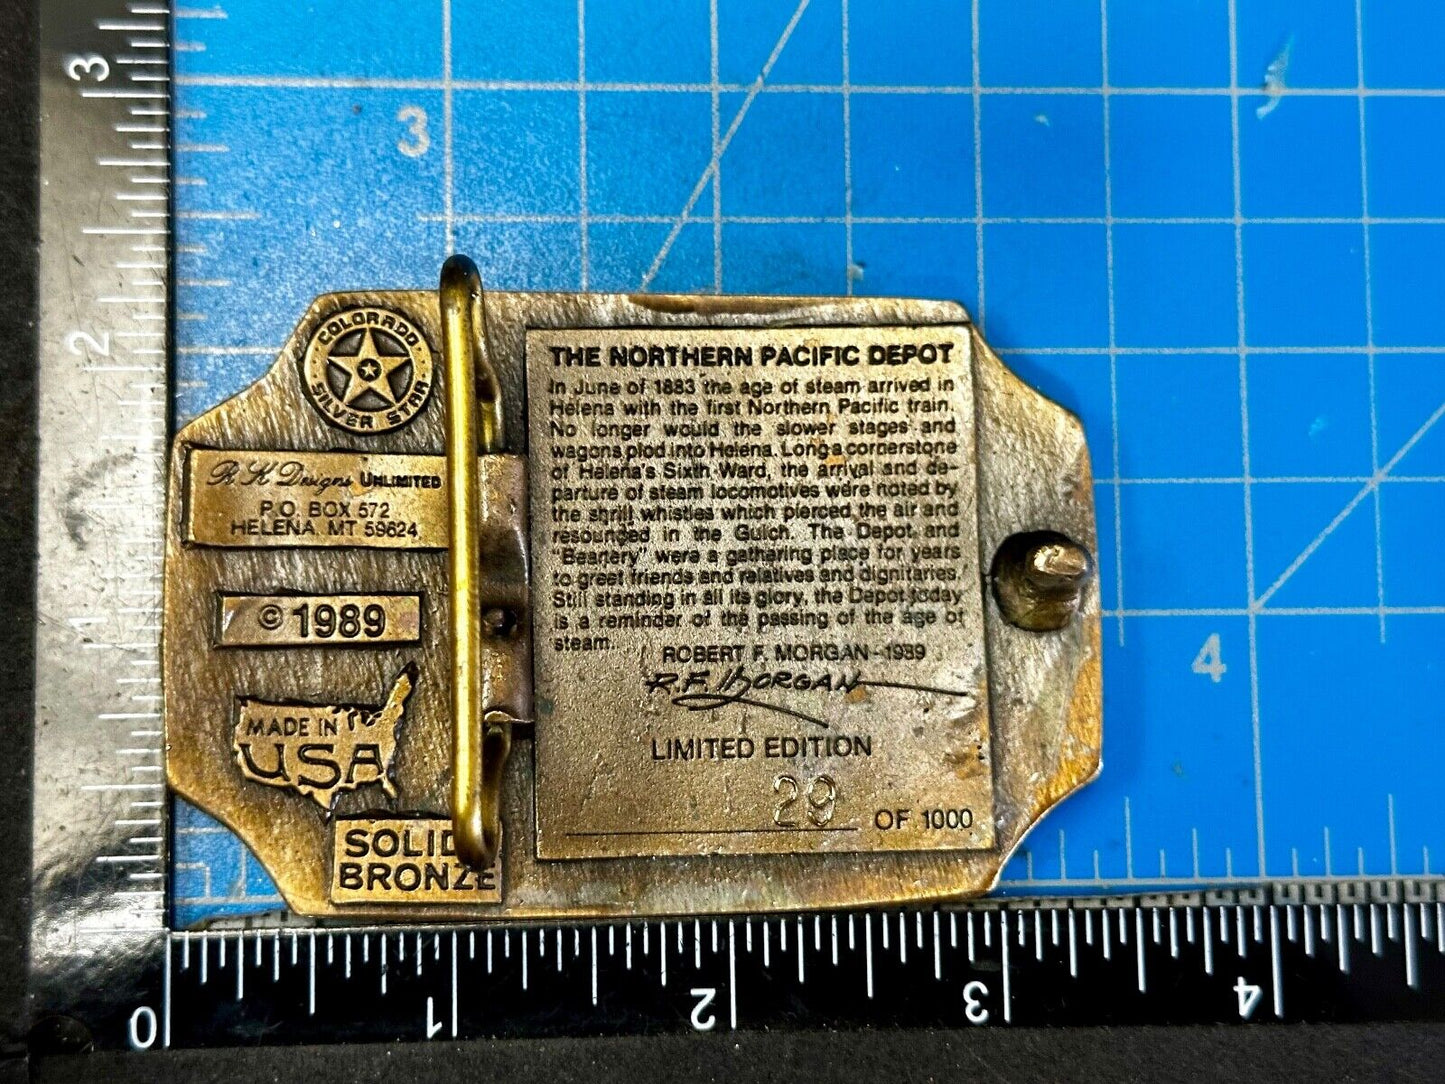 3
3
2
1
4
COLORADO
SILVER STAR
R K Designs UNLIMITED
P.O. BOX 572
HELENA MT 59624
© 1989
MADE IN
USA
SOLID
BRONZE
THE NORTHERN PACIFIC DEPOT
In June of 1883 the age of steam arrived in
Helena with the first Northern Pacific train.
No longer would the slower stages and
wagons plod into Helena. Long a cornerstone
of Helena's Sixth Ward, the arrival and de-
parture of steam locomotives were noted by
the shrill whistles which pierced the air and
resounded in the Gulch. The Depot and
"Beanery" were a gathering place for years
to greet friends and relatives and dignitaries.
Still standing in all its glory, the Depot today
is a reminder of the passing of the age of
steam.
ROBERT F. MORGAN-1989
R.F. MORGAN
LIMITED EDITION
29 OF 1000
0 1 2 3 4